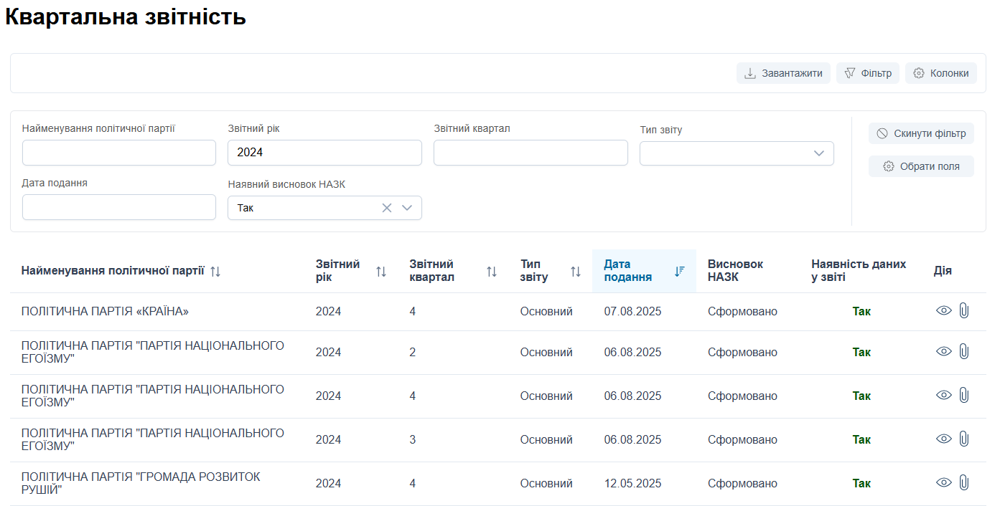 Квартальна звітність
Завантажити Фільтр Колонки
Найменування політичної партії Звітний рік Звітний квартал Тип звіту
2024
Скинути фільтр
Обрати поля
Дата подання Наявний висновок НАЗК
Так
Найменування політичної партії Звітний рік Звітний квартал Тип звіту Дата подання Висновок НАЗК Наявність даних у звіті Дія
ПОЛІТИЧНА ПАРТІЯ «КРАЇНА» 2024 4 Основний 07.08.2025 Сформовано Так
ПОЛІТИЧНА ПАРТІЯ "ПАРТІЯ НАЦІОНАЛЬНОГО
ЕГОЇЗМУ" 2024 2 Основний 06.08.2025 Сформовано Так
ПОЛІТИЧНА ПАРТІЯ "ПАРТІЯ НАЦІОНАЛЬНОГО
ЕГОЇЗМУ" 2024 4 Основний 06.08.2025 Сформовано Так
ПОЛІТИЧНА ПАРТІЯ "ПАРТІЯ НАЦІОНАЛЬНОГО
ЕГОЇЗМУ" 2024 3 Основний 06.08.2025 Сформовано Так
ПОЛІТИЧНА ПАРТІЯ "ГРОМАДА РОЗВИТОК
РУШІЙ" 2024 4 Основний 12.05.2025 Сформовано Так